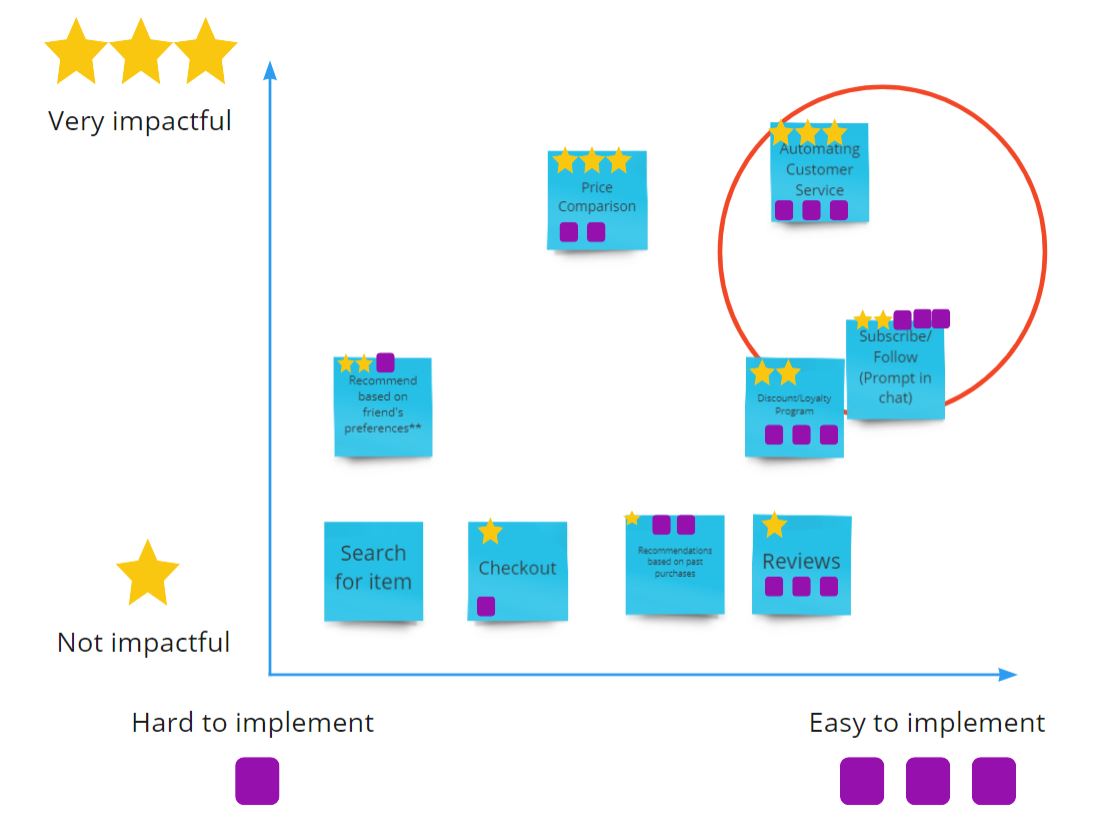 Very impactful
Automating
Customer
Service
Price
Comparison
Subscribe/
Follow
(Prompt in
chat)
Recommend
based on
friend's
preferences**
Discount/Loyalty
Program
Search
for item
Checkout
Recommendations
based on past
purchases
Reviews
Not impactful
Hard to implement
Easy to implement